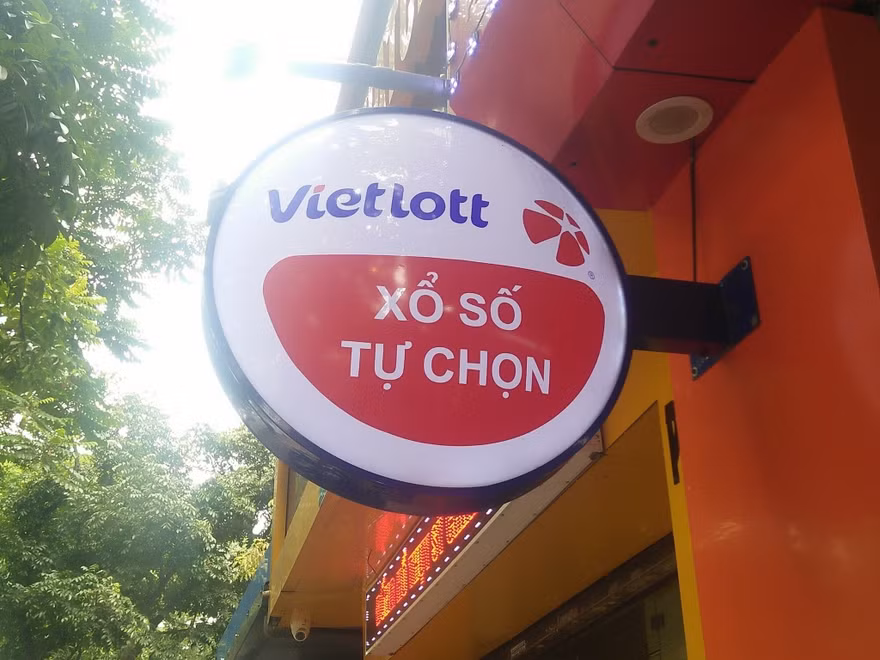 Vietlott
®
XỔ SỐ
TỰ CHỌN